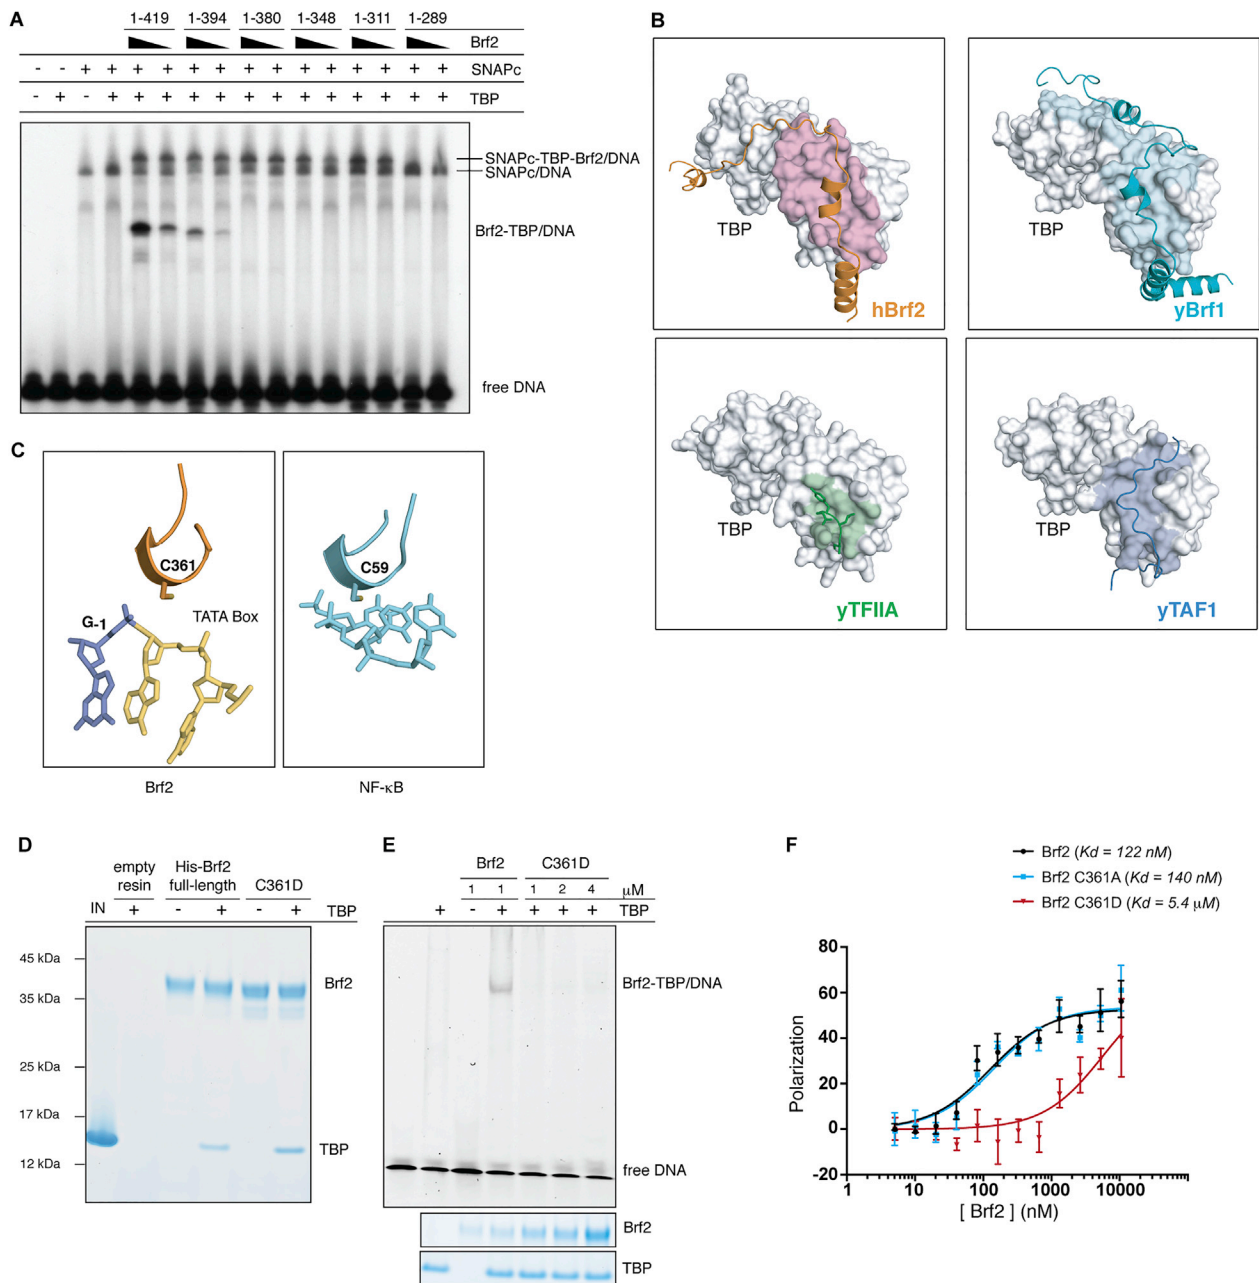 A
1-419 1-394 1-380 1-348 1-311 1-289
Brf2
- - + + + + + + + + + + + + + + SNAPc
- + - + + + + + + + + + + + + + TBP
SNAPc-TBP-Brf2/DNA
SNAPc/DNA
Brf2-TBP/DNA
free DNA
B
TBP
hBrf2
TBP
yBrf1
TBP
yTFIIA
TBP
yTAF1
C
C361
G-1
TATA Box
Brf2
C59
NF-κB
D
empty resin
His-Brf2 full-length
C361D
IN + - + - + TBP
45 kDa
35 kDa
25 kDa
17 kDa
12 kDa
Brf2
TBP
E
Brf2 C361D
1 1 1 2 4 μM
+ - + + + + TBP
Brf2-TBP/DNA
free DNA
Brf2
TBP
F
Brf2 (Kd = 122 nM)
Brf2 C361A (Kd = 140 nM)
Brf2 C361D (Kd = 5.4 μM)
Polarization
80
60
40
20
0
-20
1 10 100 1000 10000
[ Brf2 ] (nM)